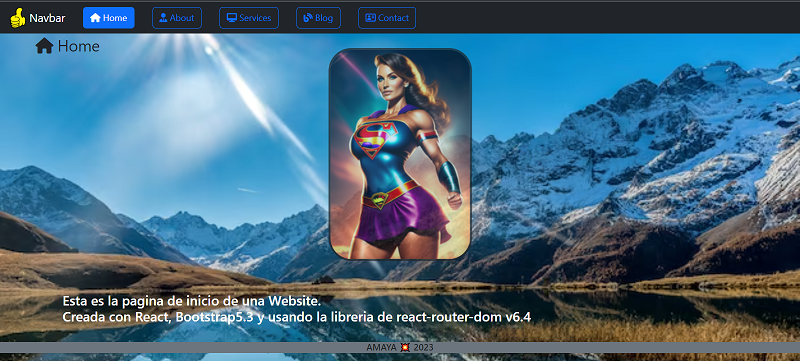 Navbar
Home
About
Services
Blog
Contact
Home
Esta es la pagina de inicio de una Website.
Creada con React, Bootstrap5.3 y usando la libreria de react-router-dom v6.4
AMAYA 💥 2023